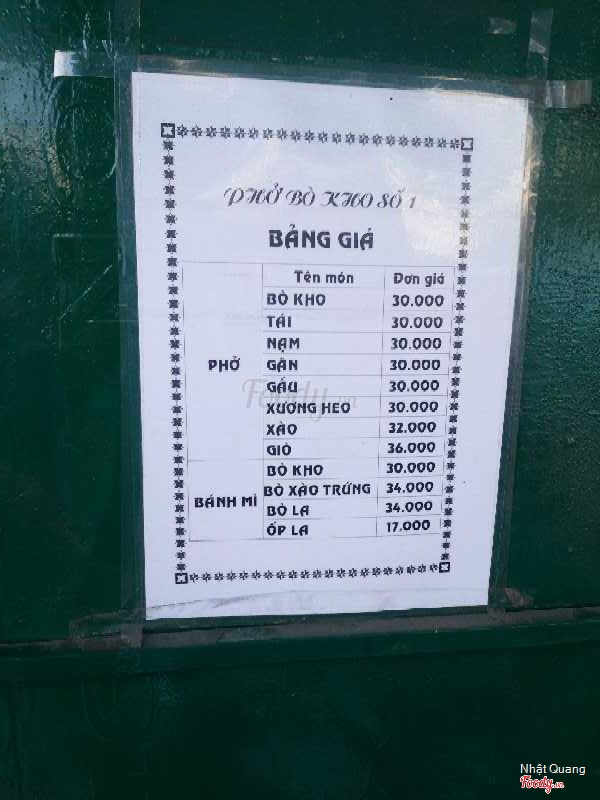 PHỞ BÒ KHO SỐ 1
BẢNG GIÁ
Tên món Đơn giá
PHỞ
BÒ KHO 30.000
TÁI 30.000
NẠM 30.000
GÂN 30.000
GẦU 30.000
XƯƠNG HEO 30.000
XÀO 32.000
GIÒ 36.000
BÁNH MÌ
BÒ KHO 30.000
BÒ XÀO TRỨNG 34.000
BÒ LA 34.000
ỐP LA 17.000
Foody.vn
Nhật Quang
Foody.vn